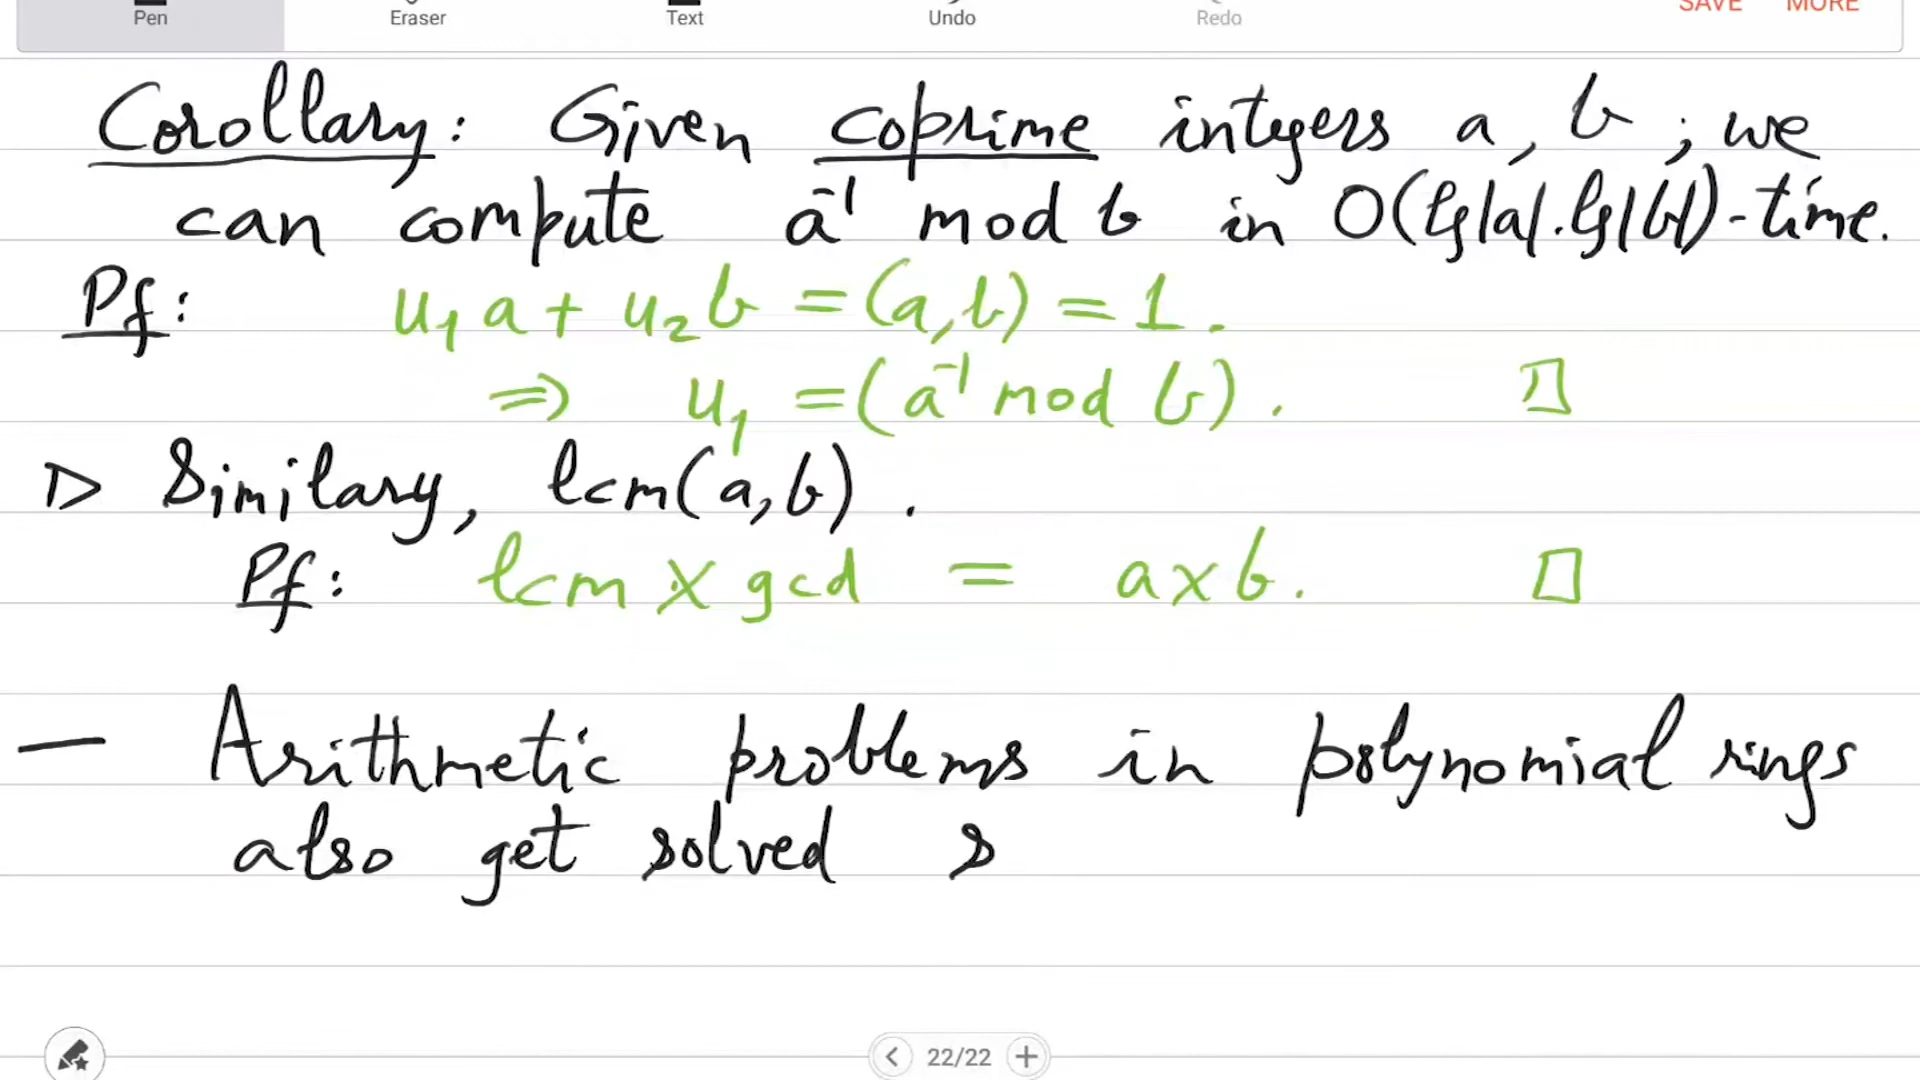 Pen Eraser Text Undo Redo SAVE MORE
Corollary: Given coprime integers a, b ; we
can compute a⁻¹ mod b in O(lg|a|.lg|b|)-time.
Pf: u₁a + u₂b = (a,b) = 1.
⇒ u₁ = (a⁻¹ mod b). □
▷ Similary, lcm(a,b).
Pf: lcm × gcd = a×b. □
— Arithmetic problems in polynomial rings
also get solved s
22/22